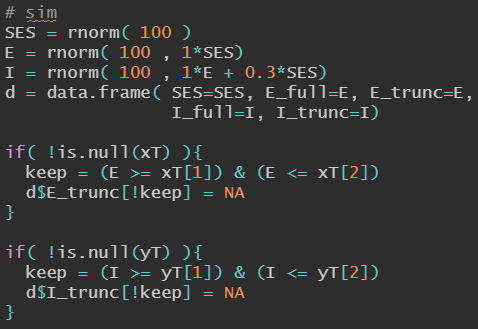 # sim
SES = rnorm( 100 )
E = rnorm( 100 , 1*SES)
I = rnorm( 100 , 1*E + 0.3*SES)
d = data.frame( SES=SES, E_full=E, E_trunc=E,
I_full=I, I_trunc=I)
if( !is.null(xT) ){
keep = (E >= xT[1]) & (E <= xT[2])
d$E_trunc[!keep] = NA
}
if( !is.null(yT) ){
keep = (I >= yT[1]) & (I <= yT[2])
d$I_trunc[!keep] = NA
}